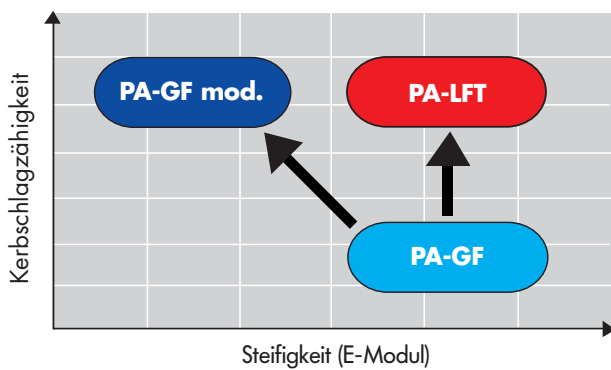 Kerbschlagzähigkeit
PA-GF mod.
PA-LFT
PA-GF
Steifigkeit (E-Modul)